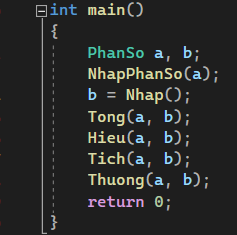 int main()
{
PhanSo a, b;
NhapPhanSo(a);
b = Nhap();
Tong(a, b);
Hieu(a, b);
Tich(a, b);
Thuong(a, b);
return 0;
}